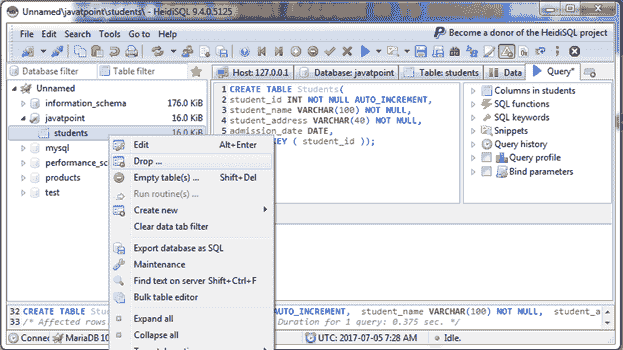 Unnamed\javatpoint\students\ - HeidiSQL 9.4.0.5125
File Edit Search Tools Go to Help
Become a donor of the HeidiSQL project
Database filter Table filter
Host: 127.0.0.1 Database: javatpoint Table: students Data Query*
Unnamed
information_schema 176.0 KiB
javatpoint 16.0 KiB
students 16.0 KiB
mysql
performance_sc
products
test
1 CREATE TABLE Students(
2 student_id INT NOT NULL AUTO_INCREMENT,
3 student_name VARCHAR(100) NOT NULL,
4 student_address VARCHAR(40) NOT NULL,
5 admission_date DATE,
KEY ( student_id ));
Columns in students
SQL functions
SQL keywords
Snippets
Query history
Query profile
Bind parameters
Edit Alt+Enter
Drop ...
Empty table(s) ... Shift+Del
Run routine(s) ...
Create new
Clear data tab filter
Export database as SQL
Maintenance
Find text on server Shift+Ctrl+F
Bulk table editor
Expand all
Collapse all
32 CREATE TABLE St AUTO_INCREMENT, student_name VARCHAR(100) NOT NULL, student_a
33 /* Affected rows: Duration for 1 query: 0.375 sec. */
Connec MariaDB 10 UTC: 2017-07-05 7:28 AM Idle.